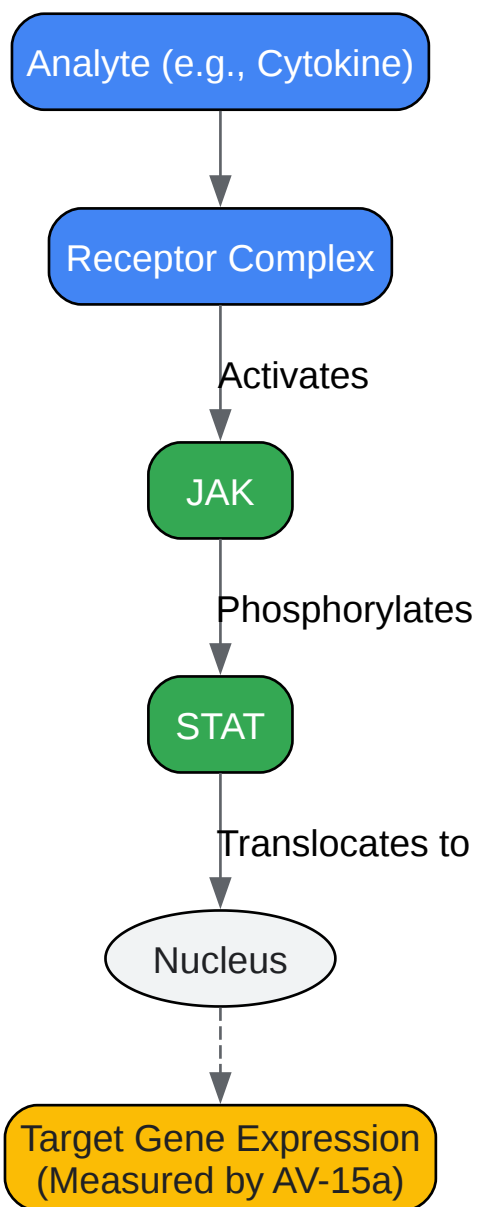 Analyte (e.g., Cytokine)
Receptor Complex
Activates
JAK
Phosphorylates
STAT
Translocates to
Nucleus
Target Gene Expression
(Measured by AV-15a)